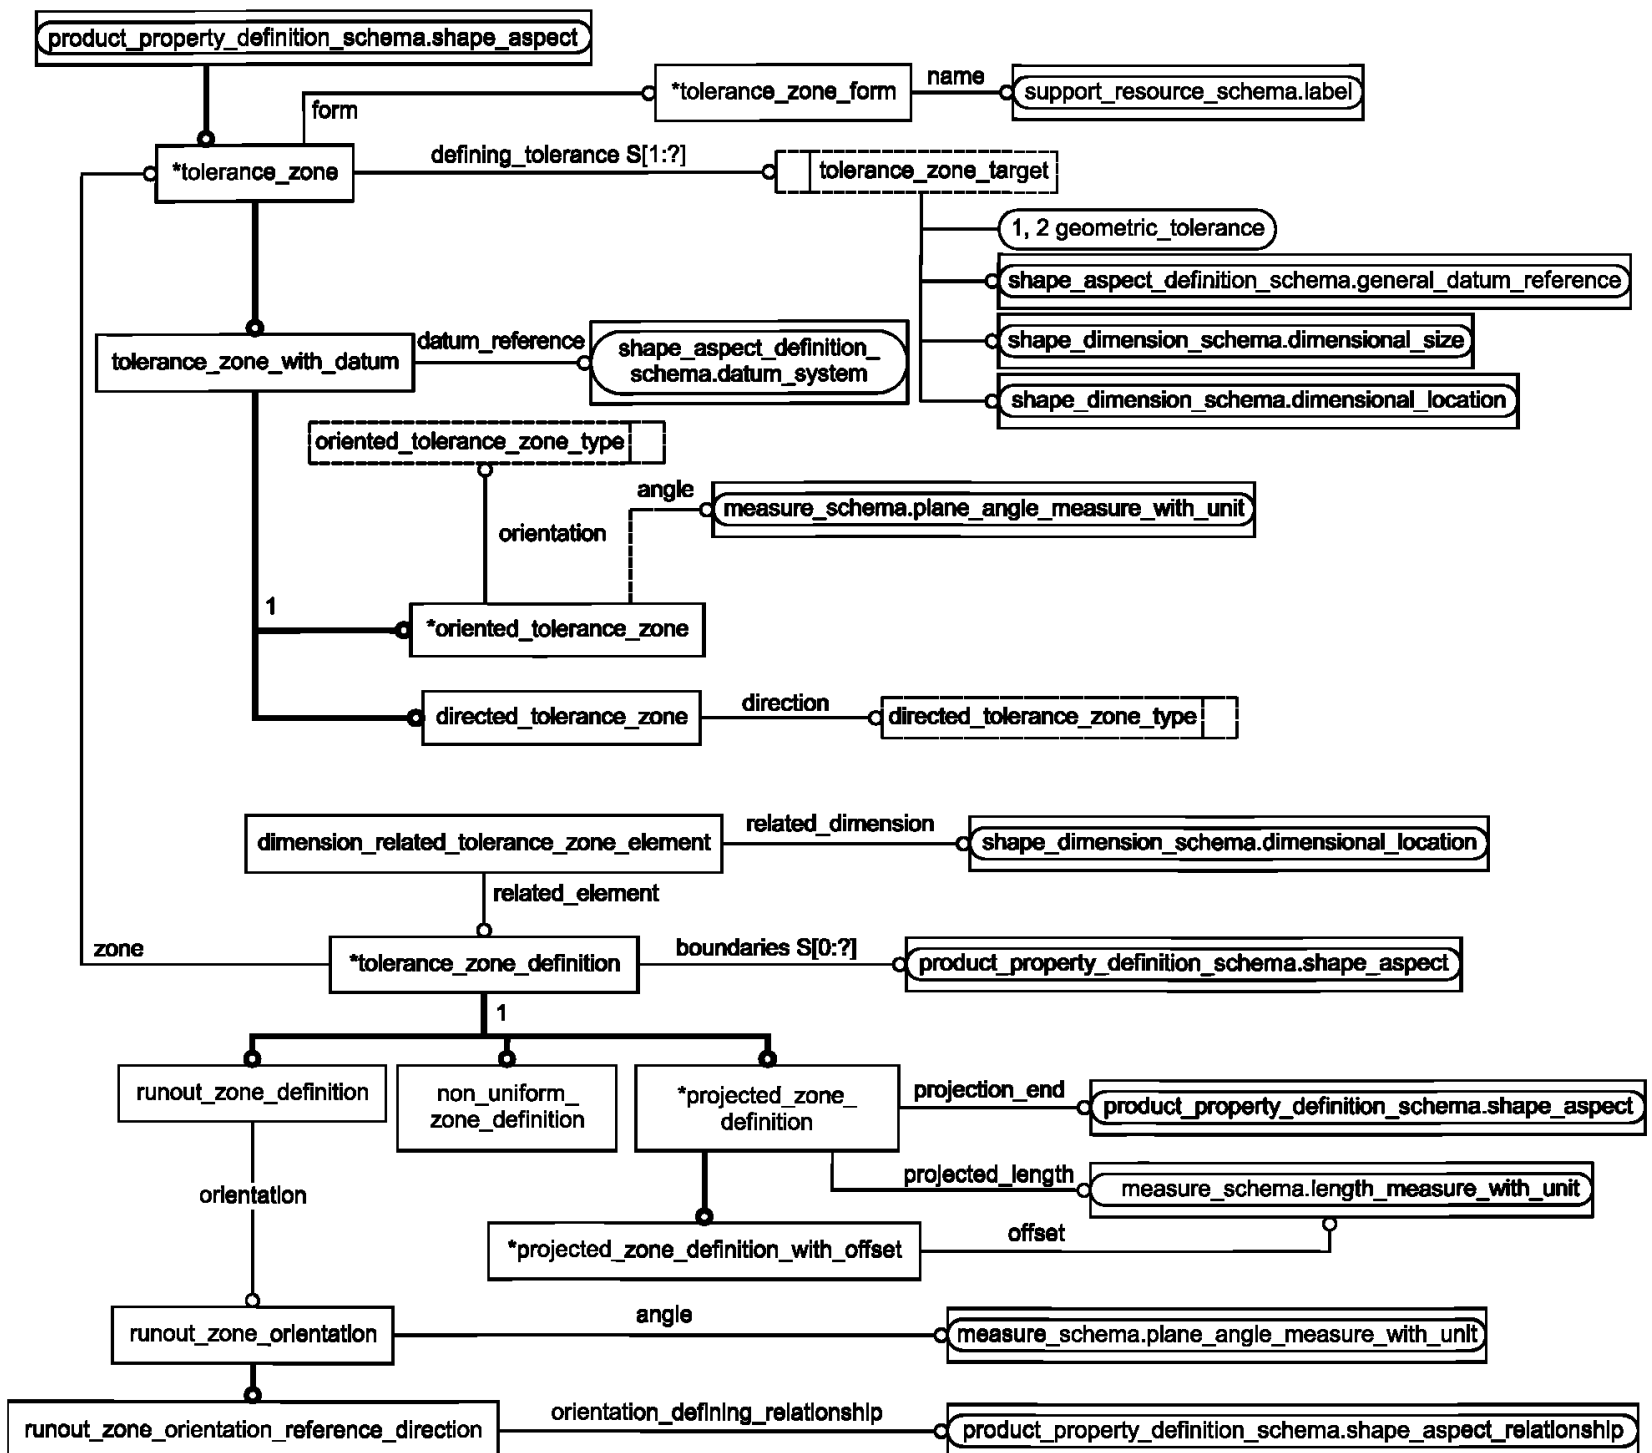 product_property_definition_schema.shape_aspect
form
*tolerance_zone_form
name
support_resource_schema.label
*tolerance_zone
defining_tolerance S[1:?]
tolerance_zone_target
1, 2 geometric_tolerance
shape_aspect_definition_schema.general_datum_reference
shape_dimension_schema.dimensional_size
shape_dimension_schema.dimensional_location
tolerance_zone_with_datum
datum_reference
shape_aspect_definition_
schema.datum_system
oriented_tolerance_zone_type
orientation
angle
measure_schema.plane_angle_measure_with_unit
1
*oriented_tolerance_zone
directed_tolerance_zone
direction
directed_tolerance_zone_type
dimension_related_tolerance_zone_element
related_dimension
shape_dimension_schema.dimensional_location
related_element
zone
*tolerance_zone_definition
boundaries S[0:?]
product_property_definition_schema.shape_aspect
1
runout_zone_definition
non_uniform_
zone_definition
*projected_zone_
definition
projection_end
product_property_definition_schema.shape_aspect
projected_length
measure_schema.length_measure_with_unit
orientation
*projected_zone_definition_with_offset
offset
runout_zone_orientation
angle
measure_schema.plane_angle_measure_with_unit
runout_zone_orientation_reference_direction
orientation_defining_relationship
product_property_definition_schema.shape_aspect_relationship